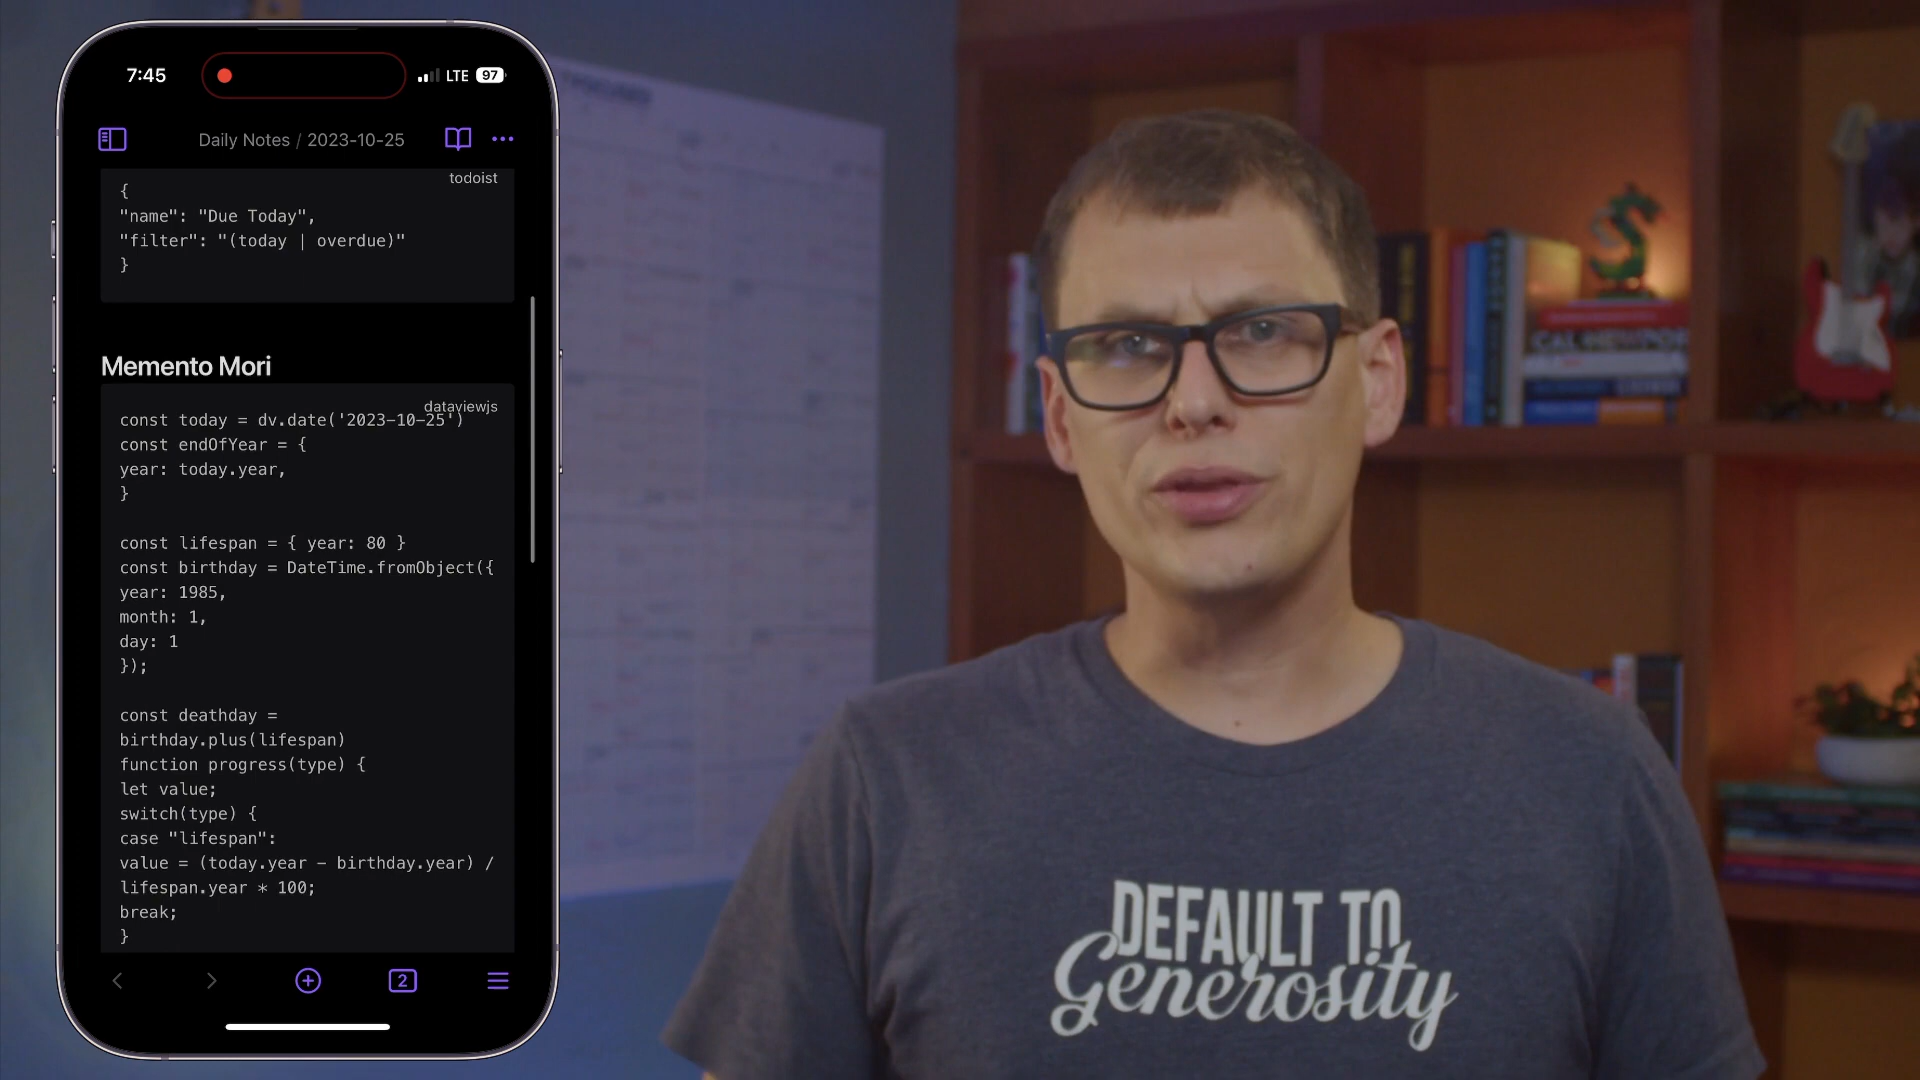 7:45
LTE 97
Daily Notes / 2023-10-25
todoist
{
"name": "Due Today",
"filter": "(today | overdue)"
}
Memento Mori
dataviewjs
const today = dv.date('2023-10-25')
const endOfYear = {
year: today.year,
}
const lifespan = { year: 80 }
const birthday = DateTime.fromObject({
year: 1985,
month: 1,
day: 1
});
const deathday =
birthday.plus(lifespan)
function progress(type) {
let value;
switch(type) {
case "lifespan":
value = (today.year - birthday.year) /
lifespan.year * 100;
break;
}
2
CAL NEWPORT
DEFAULT TO
Generosity